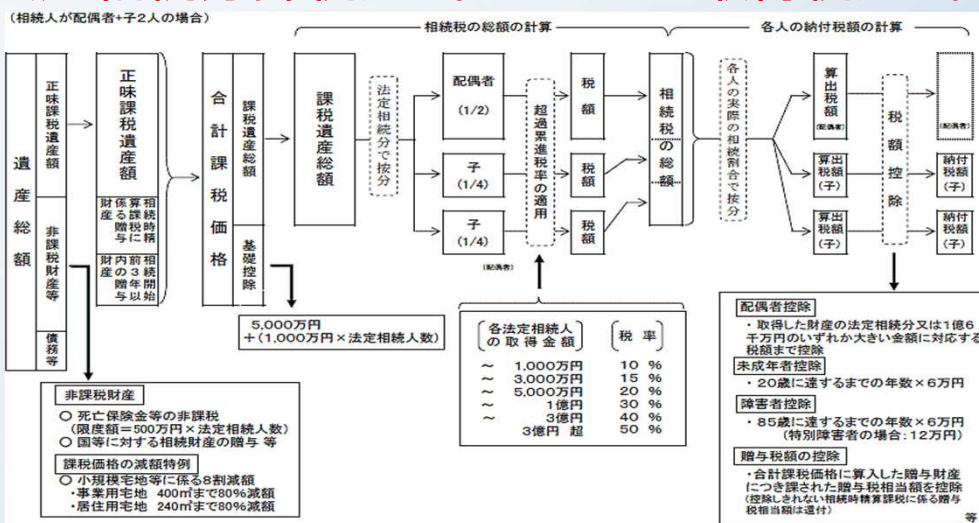 (相続人が配偶者+子2人の場合)
相続税の総額の計算
各人の納付税額の計算
遺産総額
正味課税遺産額
非課税財産等
債務等
正味課税遺産額
相続時精
算課税に
係る贈与
財産
相続開始
前3年以
内の贈与
財産
合計課税価格
課税遺産総額
基礎控除
課税遺産総額
法定相続分で按分
配偶者
(1/2)
子
(1/4)
子
(1/4)
(配偶者)
超過累進税率の適用
税額
税額
税額
相続税の総額
各人の実際の相続割合で按分
算出税額
(配偶者)
算出
税額
(子)
算出
税額
(子)
税額控除
(配偶者)
納付
税額
(子)
納付
税額
(子)
5,000万円
+(1,000万円×法定相続人数)
各法定相続人
の取得金額
税率
~ 1,000万円 10 %
~ 3,000万円 15 %
~ 5,000万円 20 %
~ 1億円 30 %
~ 3億円 40 %
3億円 超 50 %
非課税財産
○ 死亡保険金等の非課税
(限度額=500万円×法定相続人数)
○ 国等に対する相続財産の贈与 等
課税価格の減額特例
○ 小規模宅地等に係る8割減額
・事業用宅地 400㎡まで80%減額
・居住用宅地 240㎡まで80%減額
配偶者控除
・取得した財産の法定相続分又は1億6
千万円のいずれか大きい金額に対応する
税額まで控除
未成年者控除
・20歳に達するまでの年数×6万円
障害者控除
・85歳に達するまでの年数×6万円
(特別障害者の場合:12万円)
贈与税額の控除
・合計課税価格に算入した贈与財産
につき課された贈与税相当額を控除
(控除しきれない相続時精算課税に係る贈与
税相当額は還付)
等